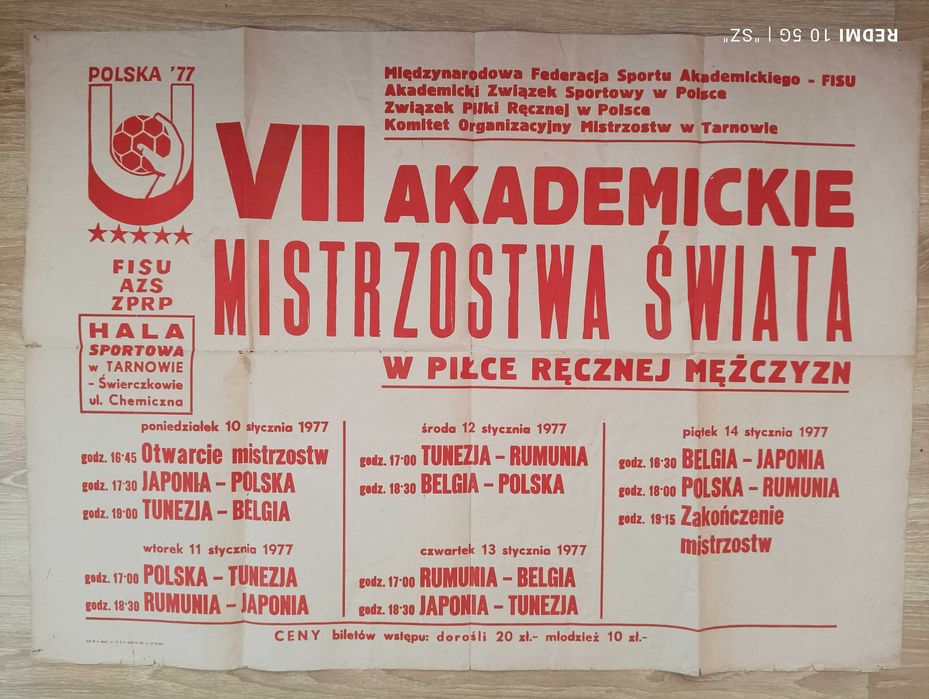 REDMI 10 5G | "SZ"
POLSKA '77
FISU
AZS
ZPRP
HALA
SPORTOWA
w TARNOWIE
- Świerczkowie
ul. Chemiczna
Międzynarodowa Federacja Sportu Akademickiego - FISU
Akademicki Związek Sportowy w Polsce
Związek Piłki Ręcznej w Polsce
Komitet Organizacyjny Mistrzostw w Tarnowie
VII AKADEMICKIE
MISTRZOSTWA ŚWIATA
W PIŁCE RĘCZNEJ MĘŻCZYZN
poniedziałek 10 stycznia 1977
godz. 16·45 Otwarcie mistrzostw
godz. 17·30 JAPONIA – POLSKA
godz. 19·00 TUNEZJA – BELGIA
wtorek 11 stycznia 1977
godz. 17·00 POLSKA – TUNEZJA
godz. 18·30 RUMUNIA – JAPONIA
środa 12 stycznia 1977
godz. 17·00 TUNEZJA – RUMUNIA
godz. 18·30 BELGIA – POLSKA
czwartek 13 stycznia 1977
godz. 17·00 RUMUNIA – BELGIA
godz. 18·30 JAPONIA – TUNEZJA
piątek 14 stycznia 1977
godz. 16·30 BELGIA – JAPONIA
godz. 18·00 POLSKA – RUMUNIA
godz. 19·15 Zakończenie
mistrzostw
CENY biletów wstępu: dorośli 20 zł.- młodzież 10 zł.-